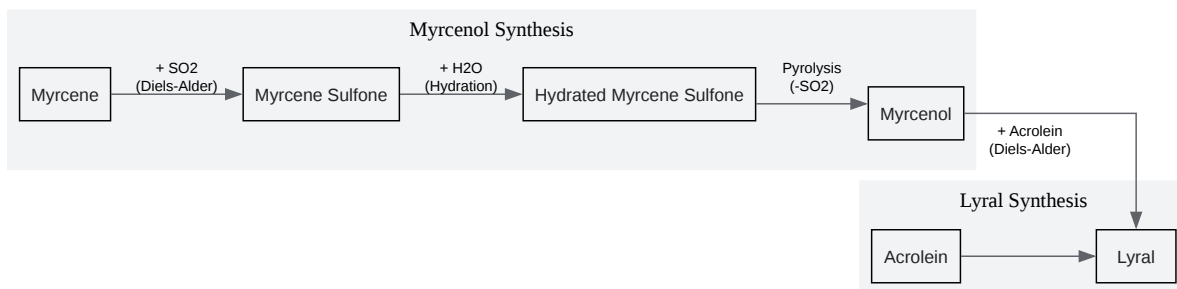 Myrcenol Synthesis
Myrcene
+ SO2
(Diels-Alder)
Myrcene Sulfone
+ H2O
(Hydration)
Hydrated Myrcene Sulfone
Pyrolysis
(-SO2)
Myrcenol
+ Acrolein
(Diels-Alder)
Lyral Synthesis
Acrolein
Lyral